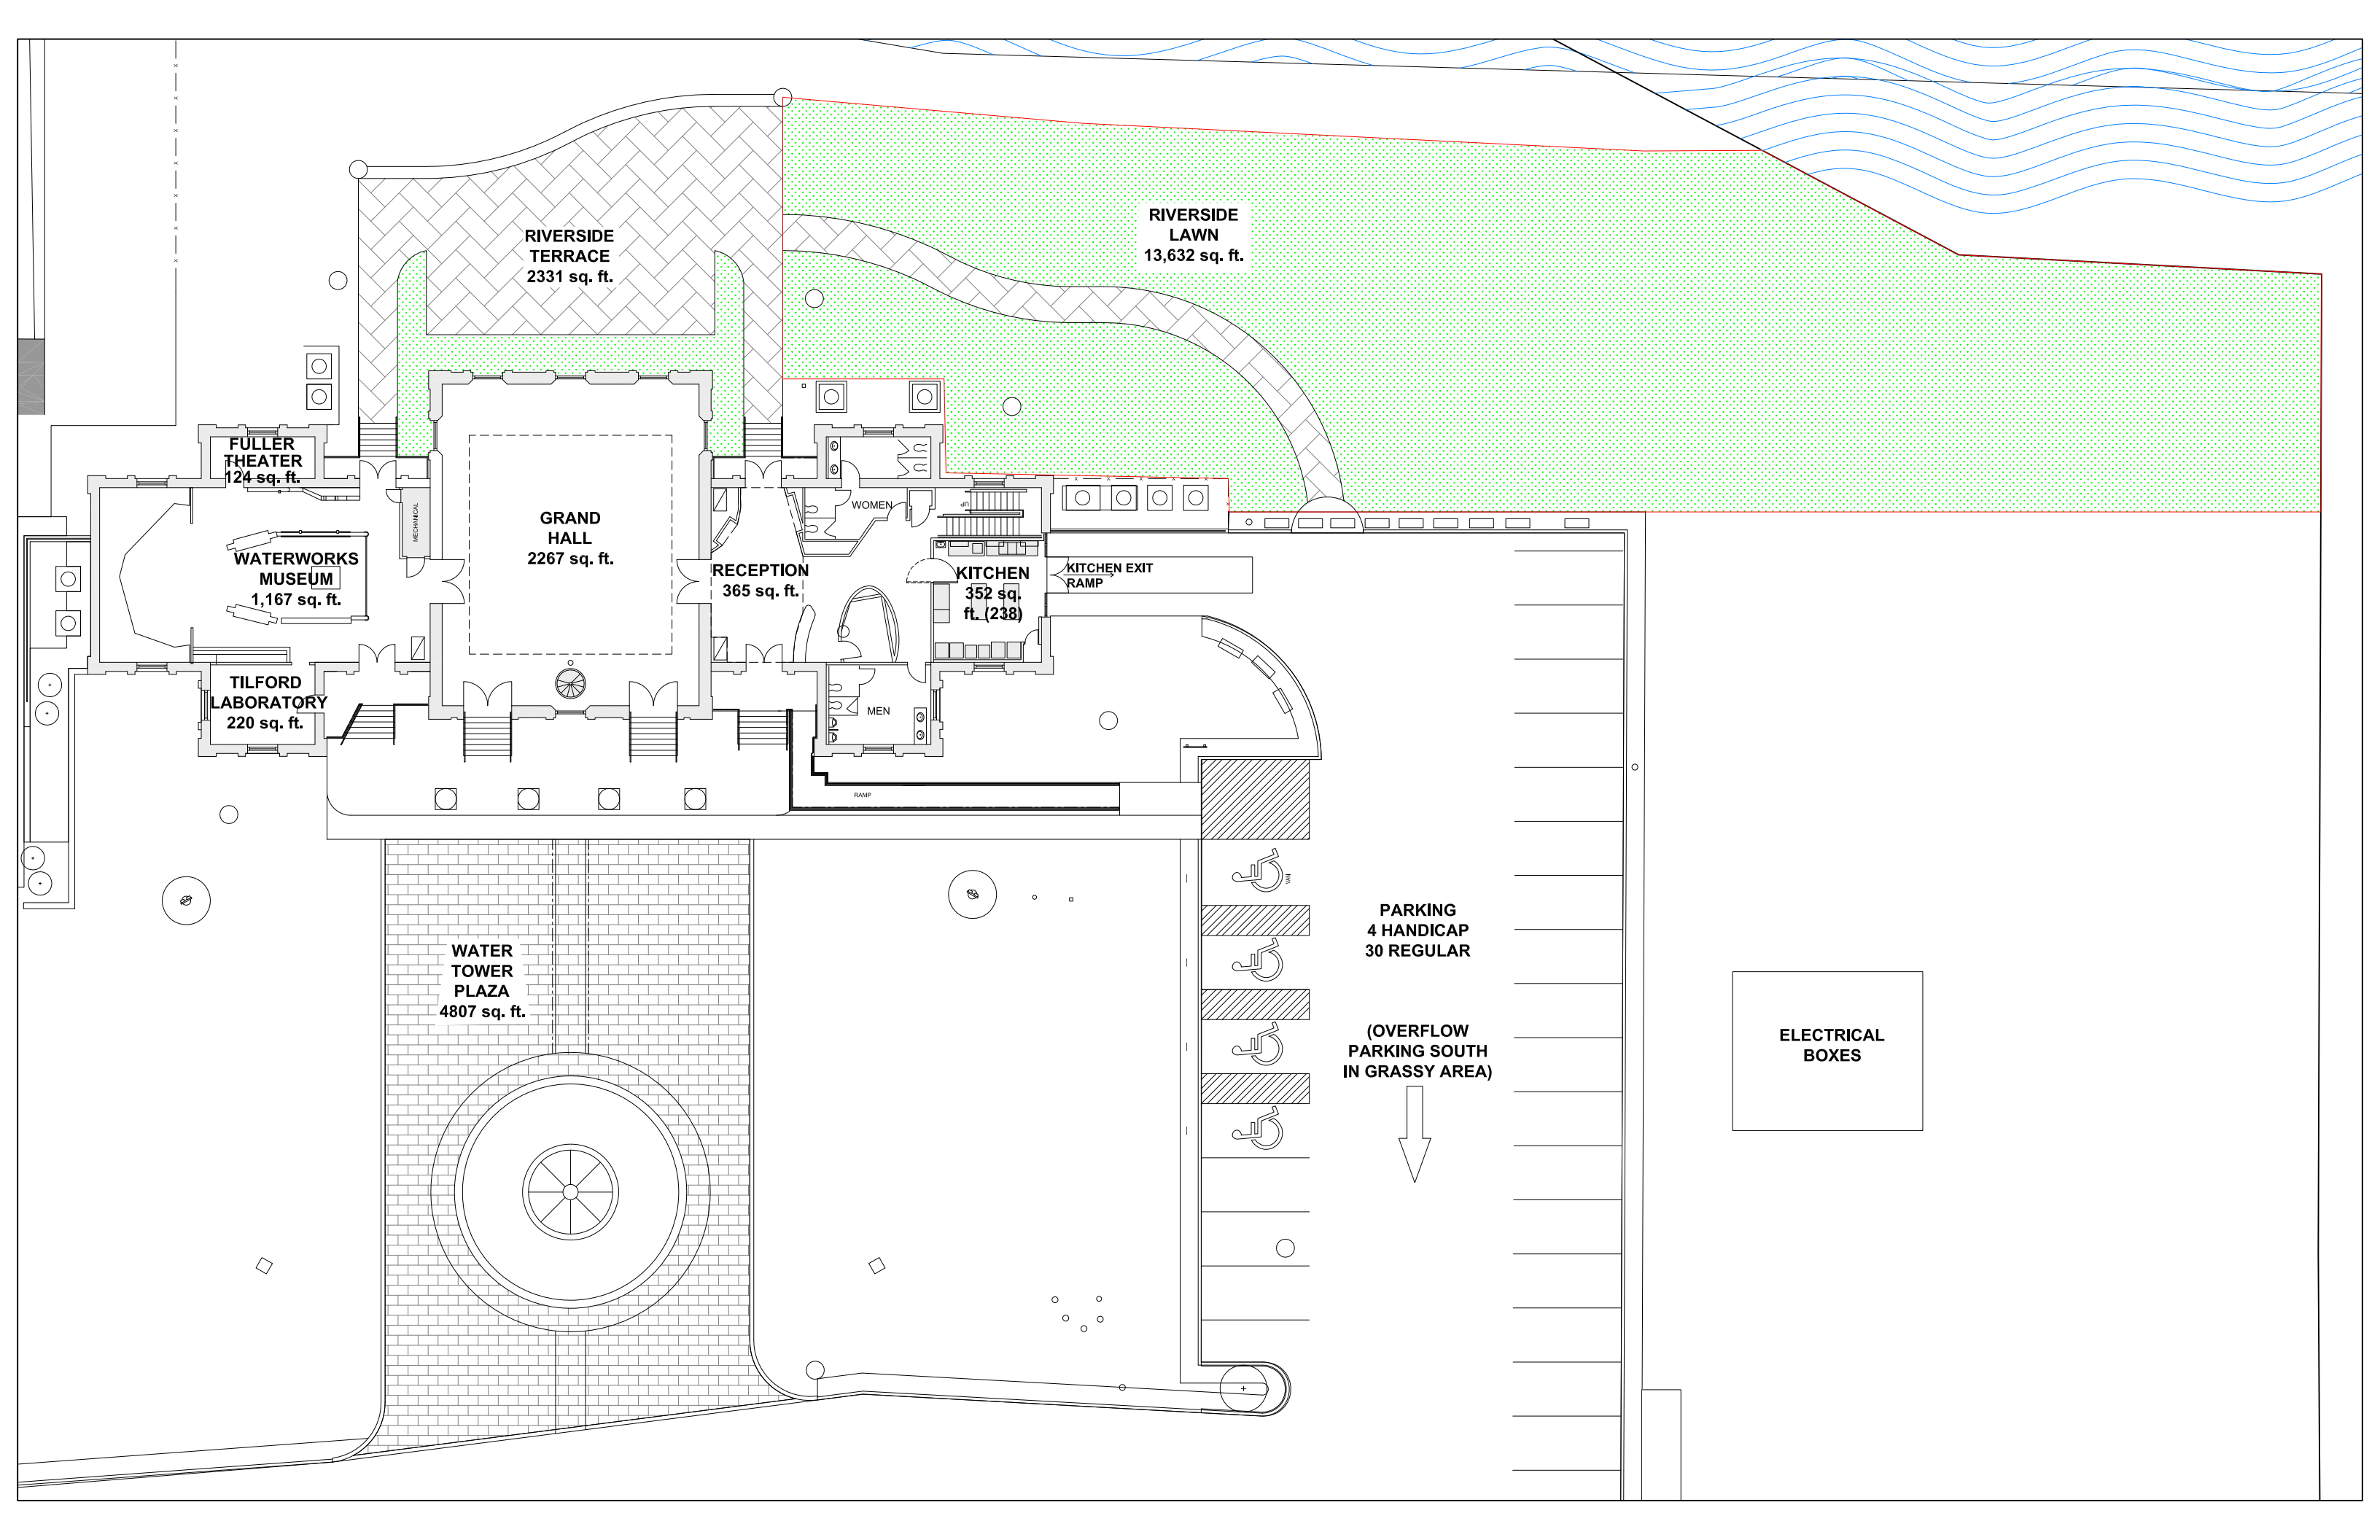 RIVERSIDE
TERRACE
2331 sq. ft.
RIVERSIDE
LAWN
13,632 sq. ft.
FULLER
THEATER
124 sq. ft.
WATERWORKS
MUSEUM
1,167 sq. ft.
MECHANICAL
GRAND
HALL
2267 sq. ft.
RECEPTION
365 sq. ft.
WOMEN
UP
KITCHEN
352 sq.
ft. (238)
KITCHEN EXIT
RAMP
TILFORD
LABORATORY
220 sq. ft.
MEN
RAMP
VAN
WATER
TOWER
PLAZA
4807 sq. ft.
PARKING
4 HANDICAP
30 REGULAR
(OVERFLOW
PARKING SOUTH
IN GRASSY AREA)
ELECTRICAL
BOXES